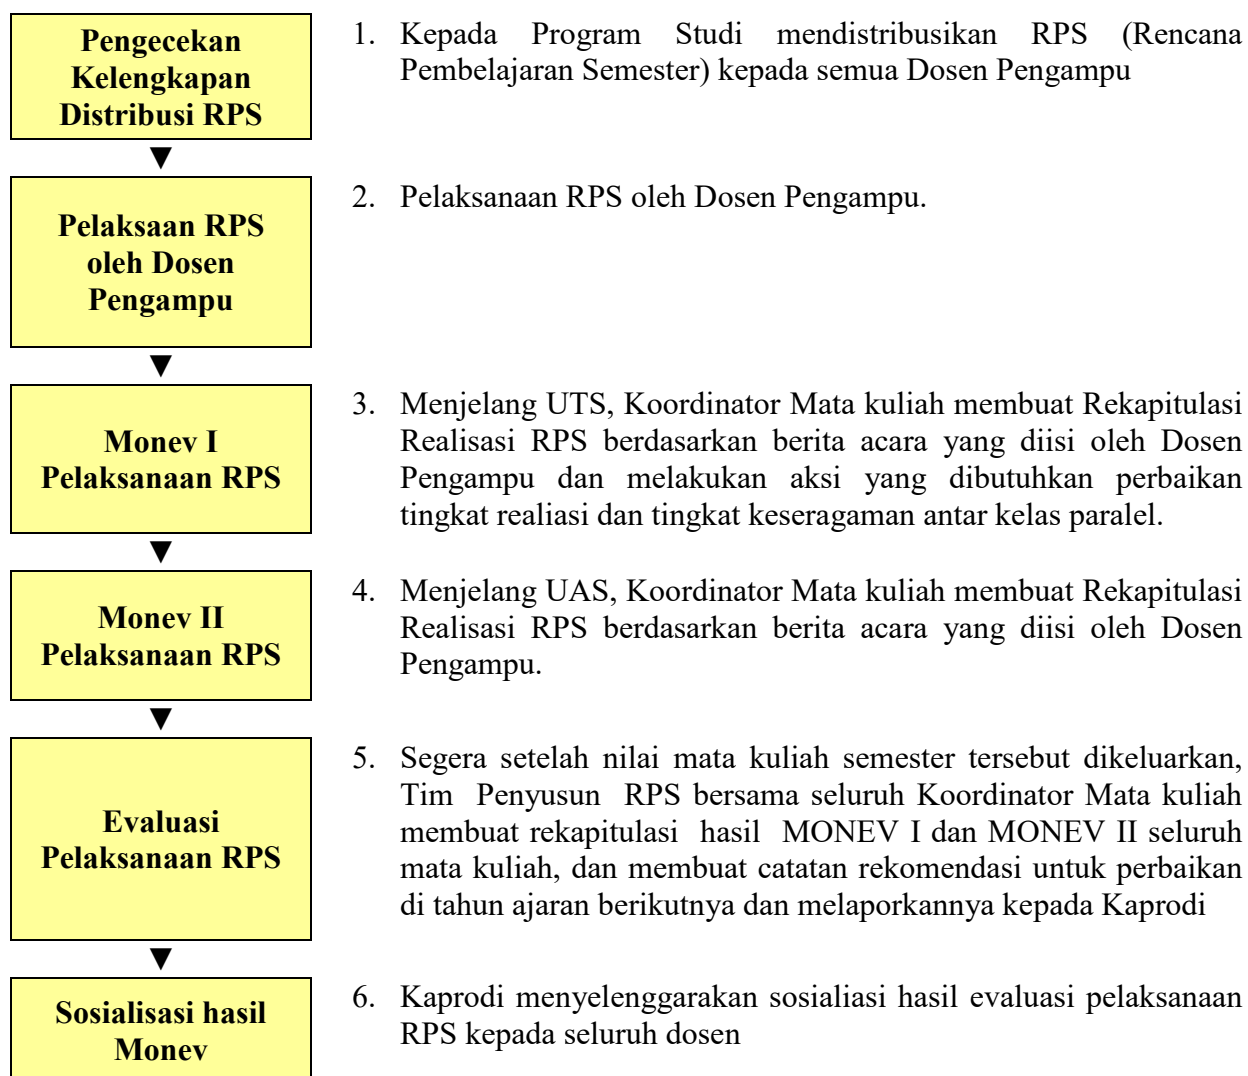 Pengecekan
Kelengkapan
Distribusi RPS
1. Kepada Program Studi mendistribusikan RPS (Rencana
Pembelajaran Semester) kepada semua Dosen Pengampu
Pelaksaan RPS
oleh Dosen
Pengampu
2. Pelaksanaan RPS oleh Dosen Pengampu.
Monev I
Pelaksanaan RPS
3. Menjelang UTS, Koordinator Mata kuliah membuat Rekapitulasi
Realisasi RPS berdasarkan berita acara yang diisi oleh Dosen
Pengampu dan melakukan aksi yang dibutuhkan perbaikan
tingkat realiasi dan tingkat keseragaman antar kelas paralel.
Monev II
Pelaksanaan RPS
4. Menjelang UAS, Koordinator Mata kuliah membuat Rekapitulasi
Realisasi RPS berdasarkan berita acara yang diisi oleh Dosen
Pengampu.
Evaluasi
Pelaksanaan RPS
5. Segera setelah nilai mata kuliah semester tersebut dikeluarkan,
Tim Penyusun RPS bersama seluruh Koordinator Mata kuliah
membuat rekapitulasi hasil MONEV I dan MONEV II seluruh
mata kuliah, dan membuat catatan rekomendasi untuk perbaikan
di tahun ajaran berikutnya dan melaporkannya kepada Kaprodi
Sosialisasi hasil
Monev
6. Kaprodi menyelenggarakan sosialiasi hasil evaluasi pelaksanaan
RPS kepada seluruh dosen